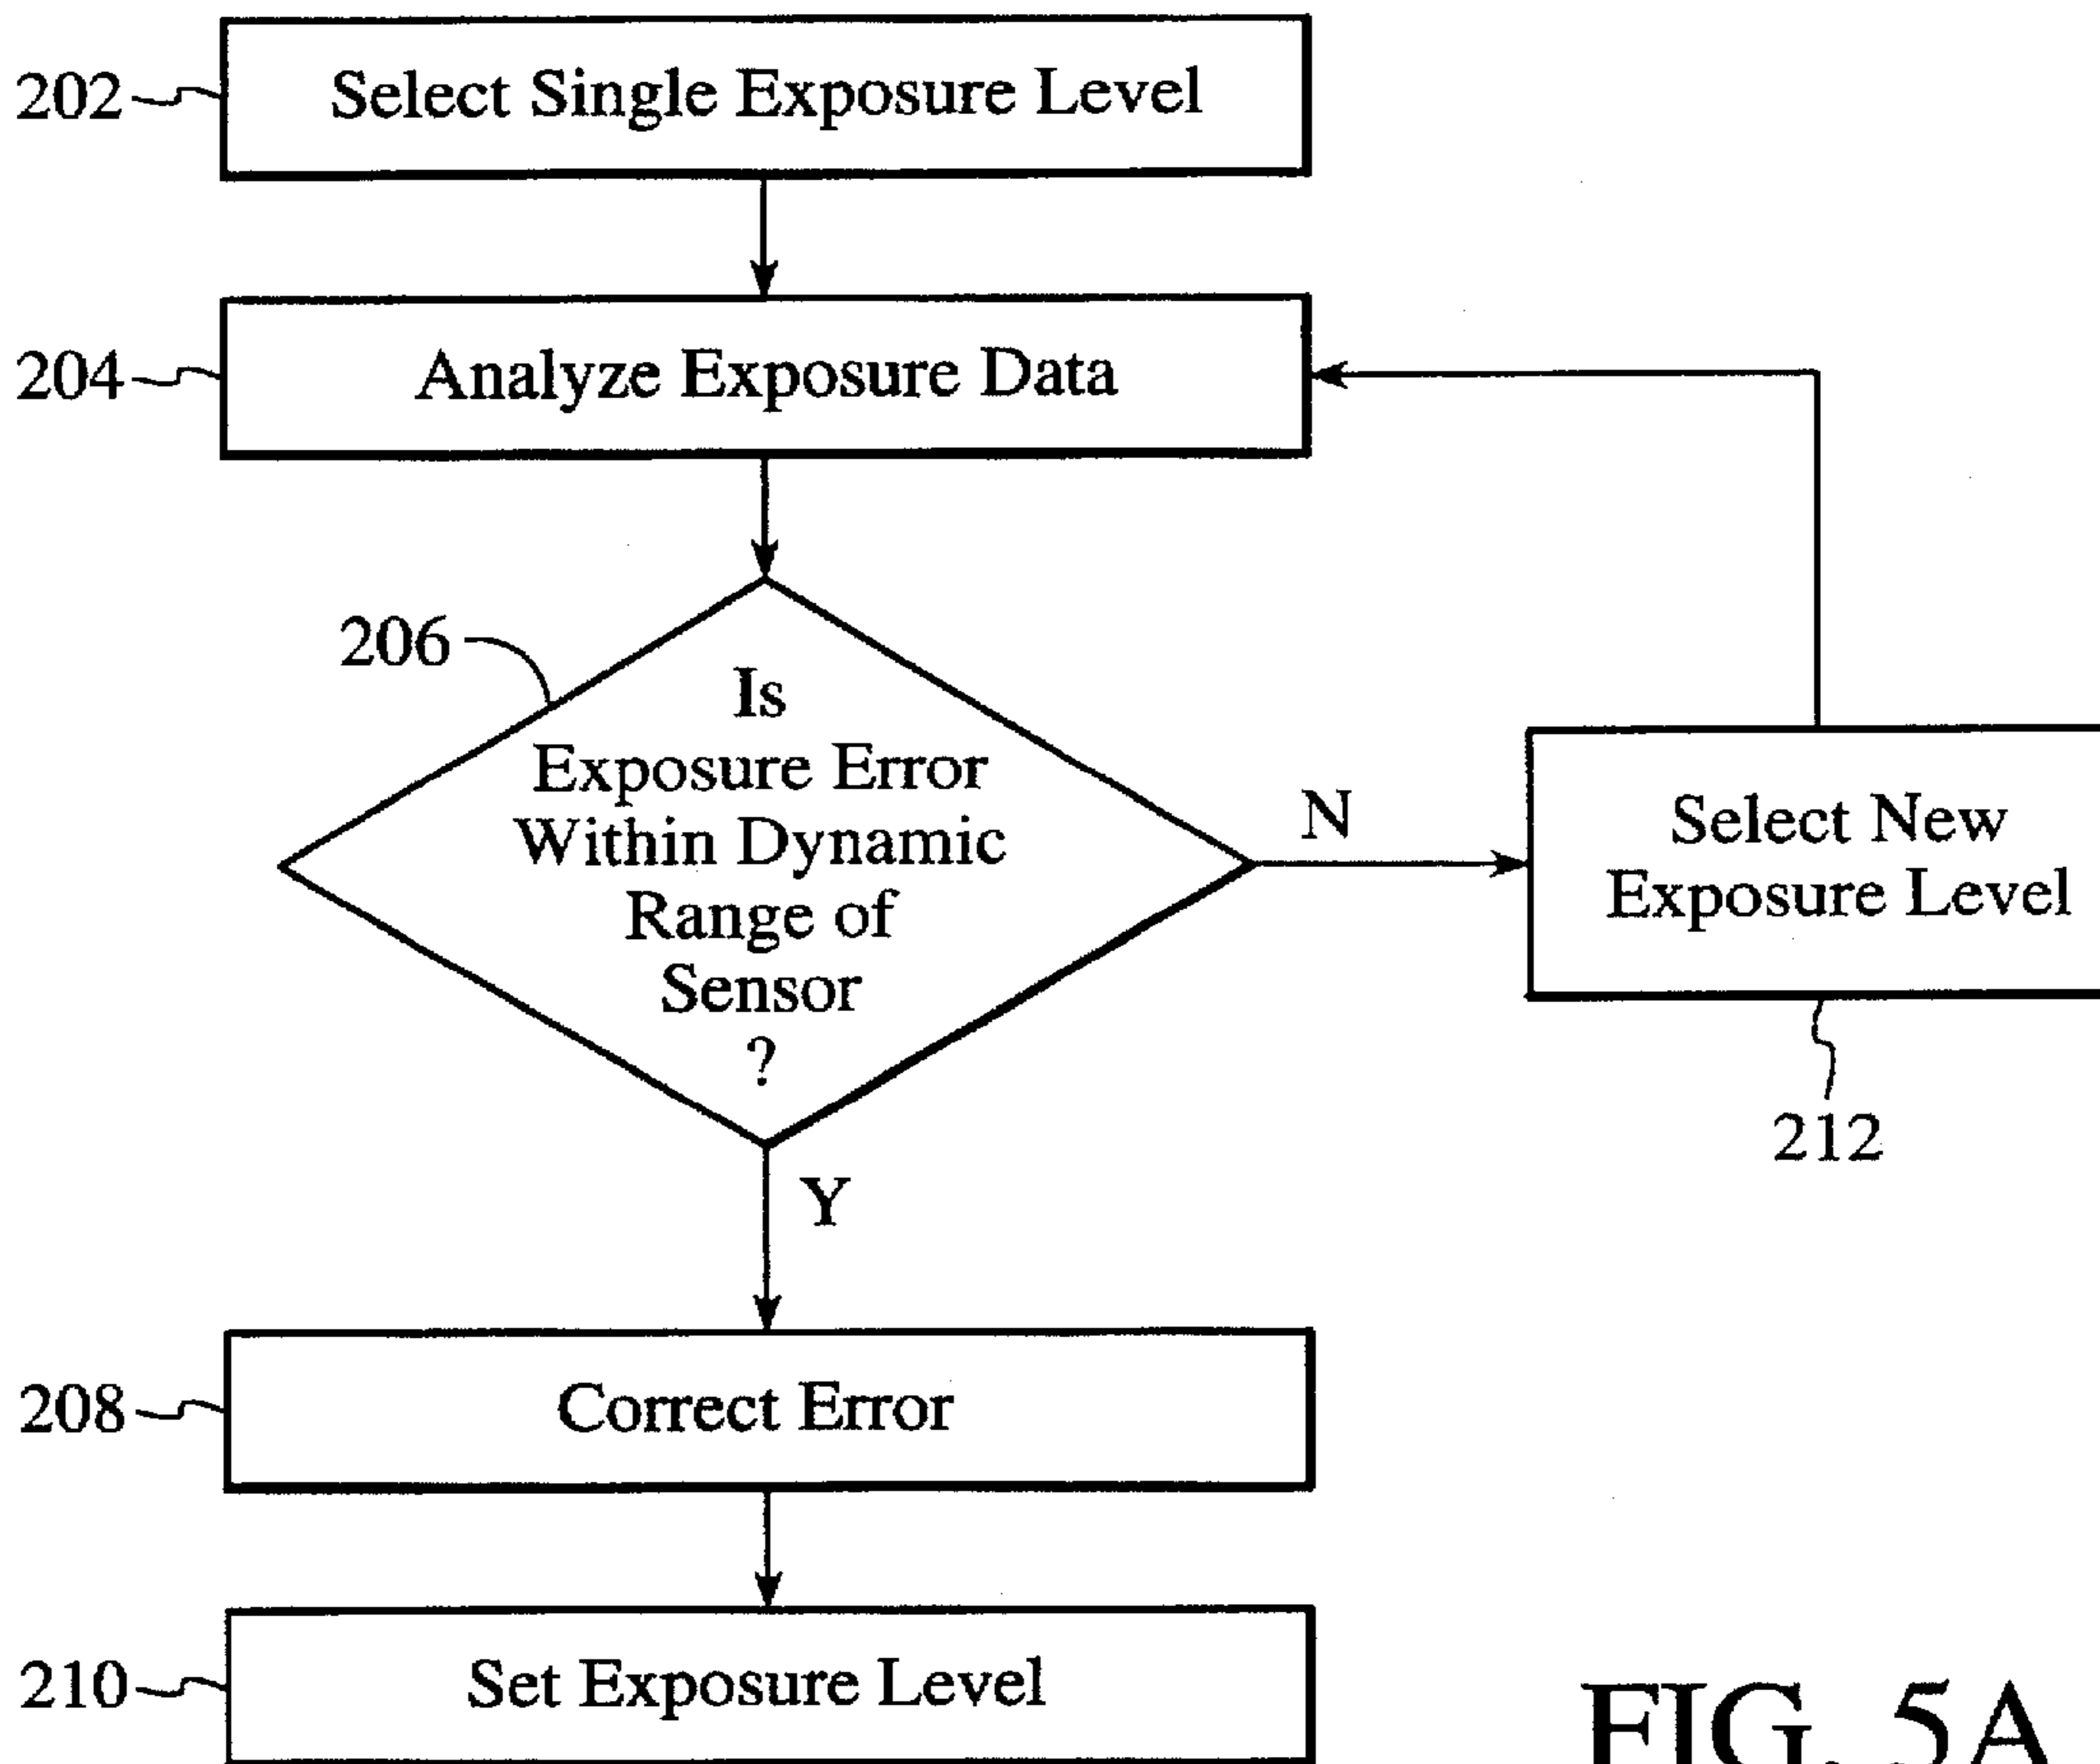 202
Select Single Exposure Level
204
Analyze Exposure Data
206
Is
Exposure Error
Within Dynamic
Range of
Sensor
?
N
Select New
Exposure Level
212
Y
208
Correct Error
210
Set Exposure Level
FIG. 5A